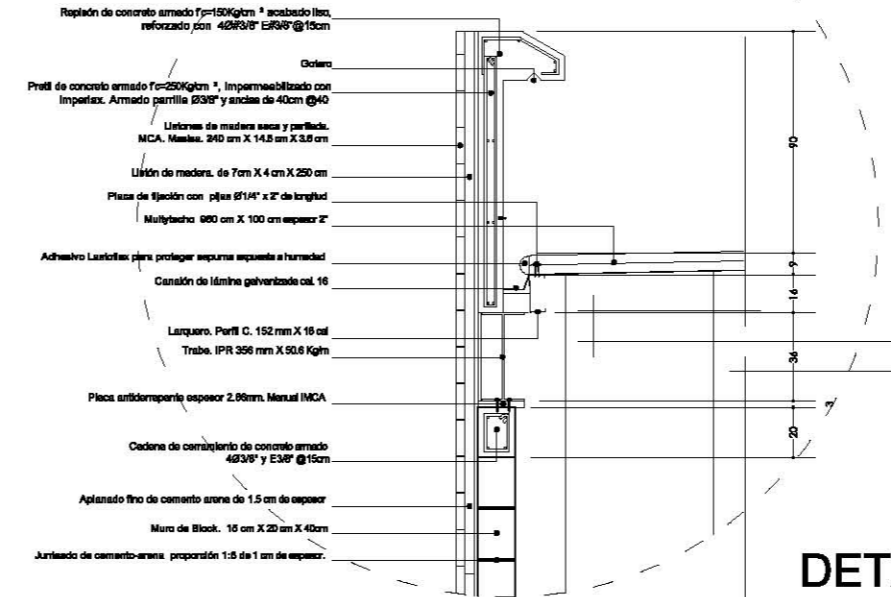 Repisón de concreto armado f'c=150Kg/cm ² acabado liso,
reforzado con 4Ø#3/8" E#3/8" @15cm
Gotero
Pretil de concreto armado f'c=250Kg/cm ², impermeabilizado con
Imperlax. Armado parrilla Ø3/8" y anclas de 40cm @40
Listones de madera seca y perfilada.
MCA. Masisa. 240 cm X 14.5 cm X 3.8 cm
Listón de madera. de 7cm X 4 cm X 250 cm
Placa de fijación con pijas Ø1/4" x 2" de longitud
Multytecho 960 cm X 100 cm espesor 2"
Adhesivo para proteger espuma expuesta a humedad
Canalón de lámina galvanizada cal. 16
Larguero. Perfil C. 152 mm X 16 cal
Trabe. IPR 356 mm X 50.6 Kg/m
Placa antiderrapante espesor 2.66mm. Manual IMCA
Cadena de cerramiento de concreto armado
4Ø3/8" y E3/8" @15cm
Aplanado fino de cemento arena de 1.5 cm de espesor
Muro de Block. 15 cm X 20 cm X 40cm
Junteado de cemento-arena proporción 1:5 de 1 cm de espesor.
90
9
16
36
3
20
DET